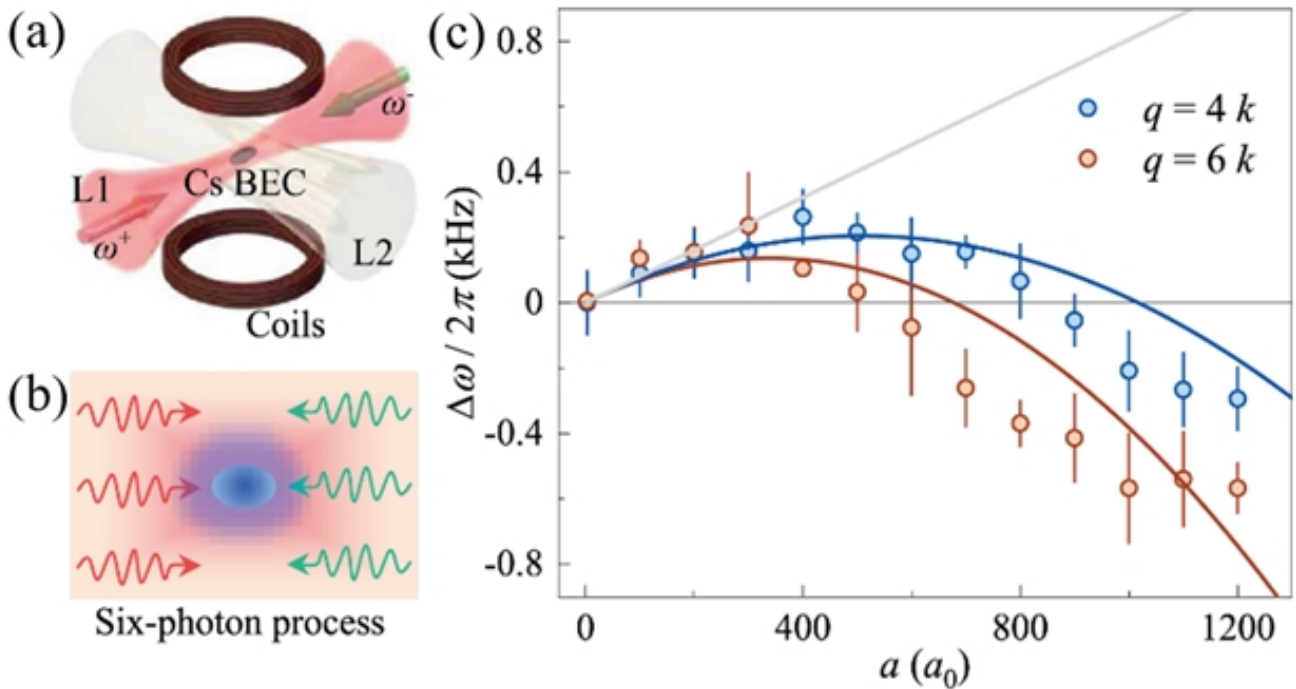 (a)
ω⁻
L1
Cs BEC
ω⁺
L2
Coils
(b)
Six-photon process
(c)
q = 4 k
q = 6 k
0.8
0.4
0
-0.4
-0.8
Δω / 2π (kHz)
0
400
800
1200
a (a₀)